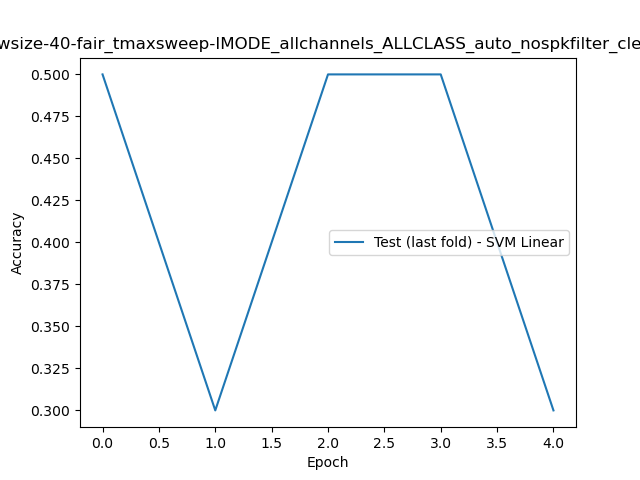 wsize-40-fair_tmaxsweep-IMODE_allchannels_ALLCLASS_auto_nospkfilter_cle
0.500
0.475
0.450
0.425
0.400
0.375
0.350
0.325
0.300
Accuracy
Test (last fold) - SVM Linear
0.0 0.5 1.0 1.5 2.0 2.5 3.0 3.5 4.0
Epoch